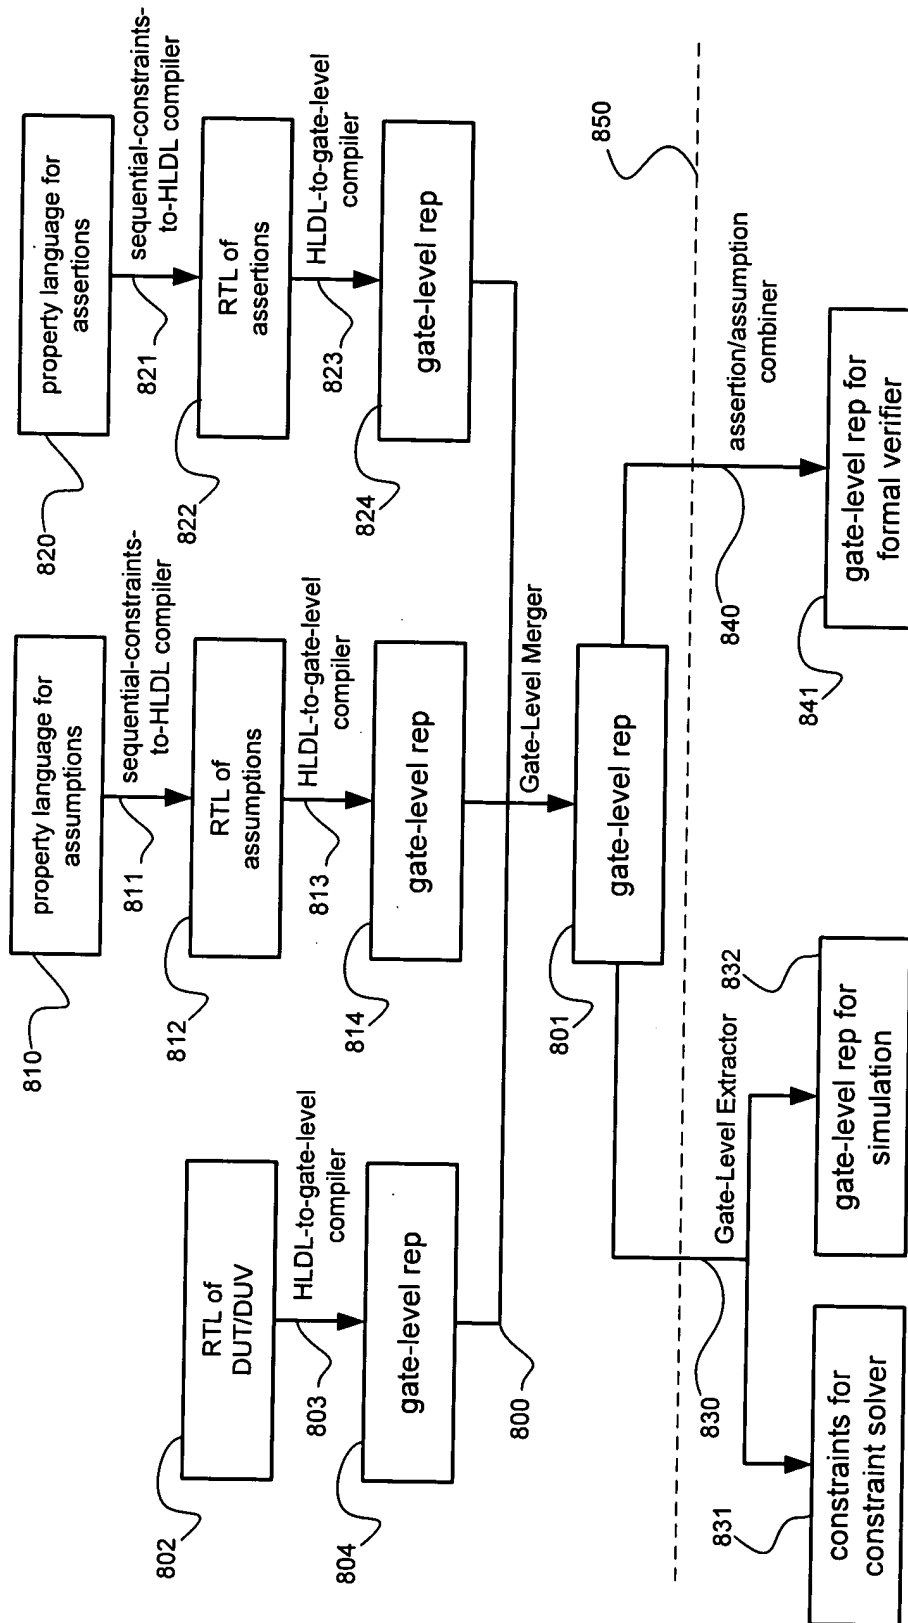 property language for
assertions
820
sequential-constraints-
to-HLDL compiler
821
RTL of
assertions
822
HLDL-to-gate-level
compiler
823
gate-level rep
824
property language for
assumptions
810
sequential-constraints-
to-HLDL compiler
811
RTL of
assumptions
812
HLDL-to-gate-level
compiler
813
gate-level rep
814
RTL of
DUT/DUV
802
HLDL-to-gate-level
compiler
803
gate-level rep
804
800
Gate-Level Merger
gate-level rep
801
850
assertion/assumption
combiner
840
gate-level rep for
formal verifier
841
Gate-Level Extractor
830
gate-level rep for
simulation
832
constraints for
constraint solver
831